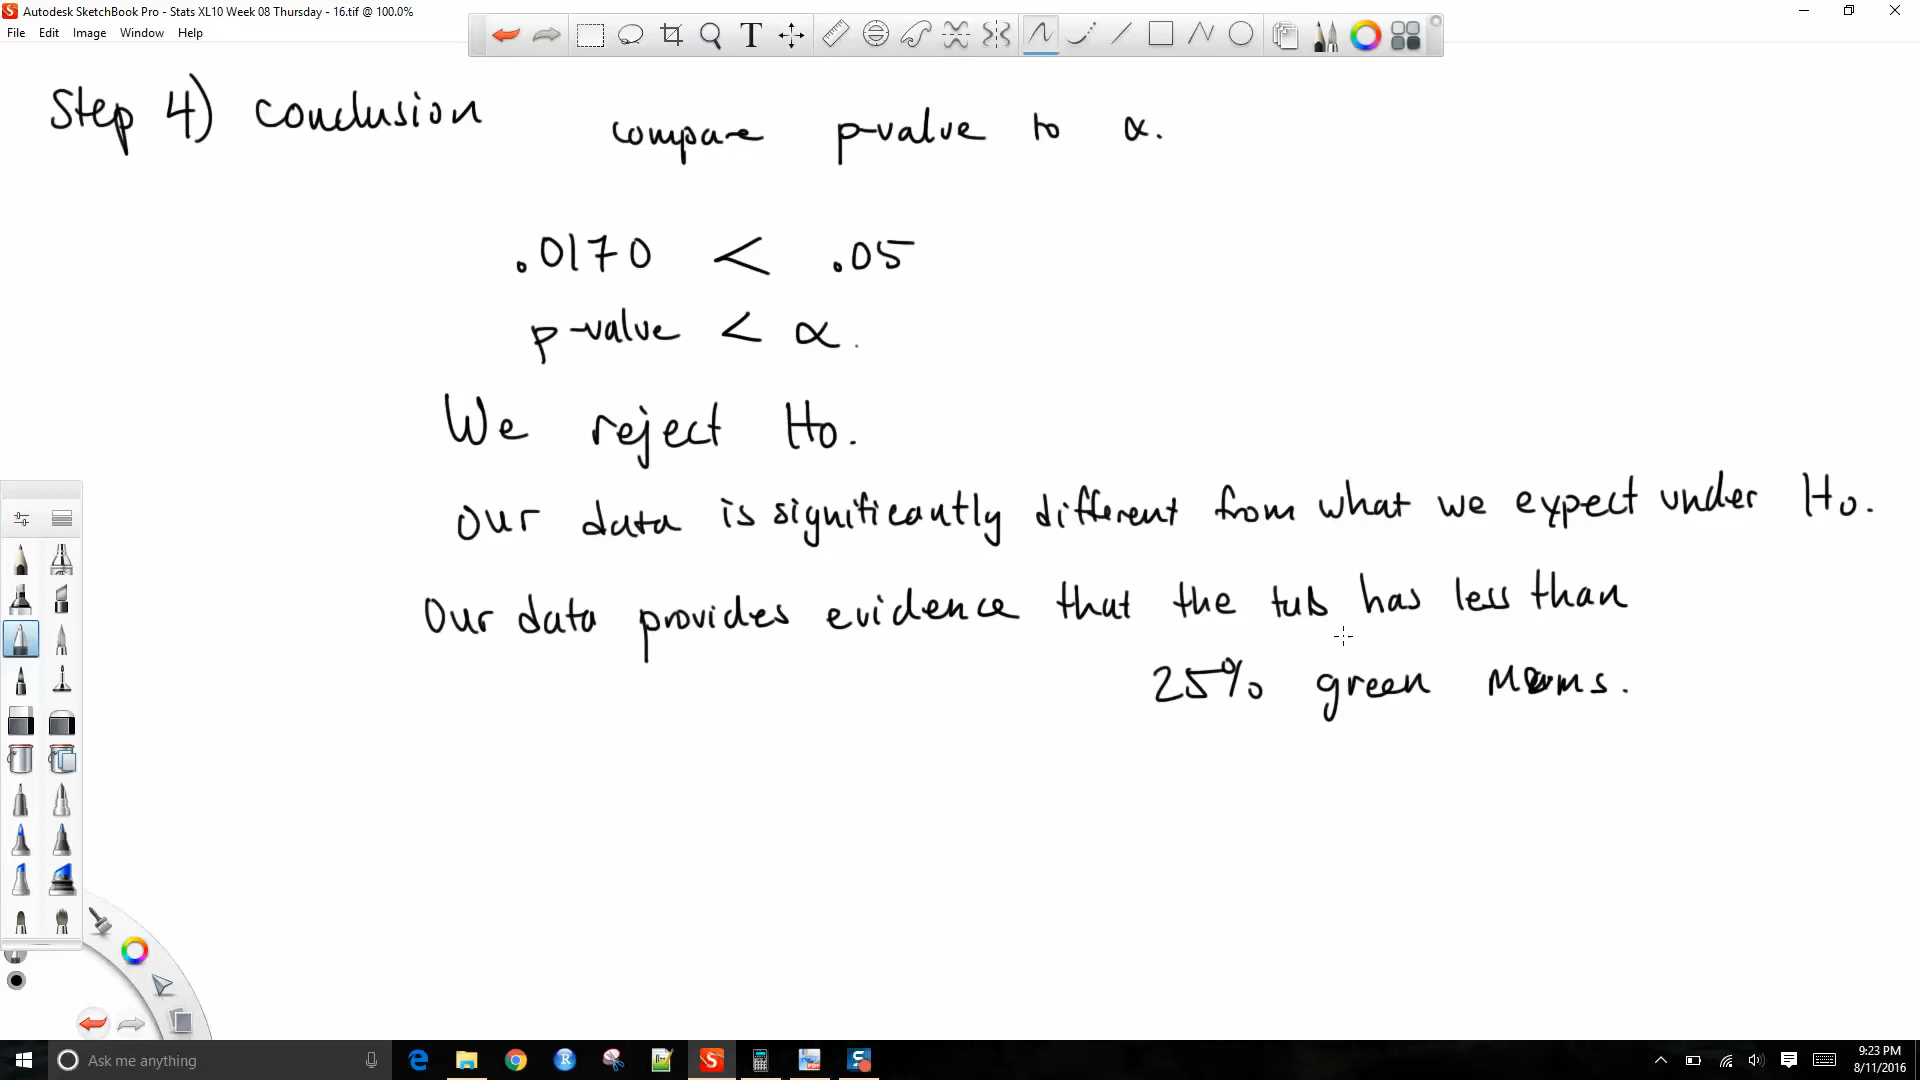 Autodesk SketchBook Pro - Stats XL10 Week 08 Thursday - 16.tif @ 100.0%
File Edit Image Window Help
Step 4) conclusion compare p-value to α.
.0170 < .05
p-value < α.
We reject Ho.
Our data is significantly different from what we expect under Ho.
Our data provides evidence that the tub has less than
25% green
Ask me anything
9:23 PM
8/11/2016